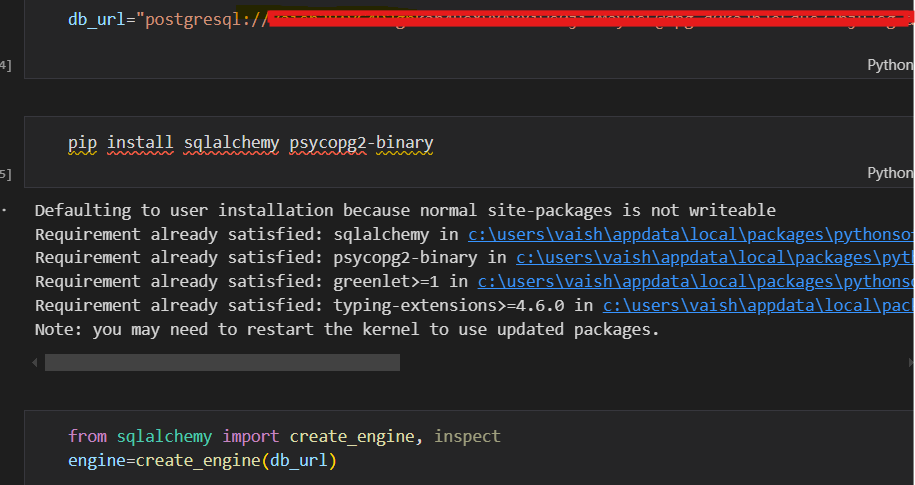 db_url="postgresql://
4]
Python
pip install sqlalchemy psycopg2-binary
5]
Python
Defaulting to user installation because normal site-packages is not writeable
Requirement already satisfied: sqlalchemy in c:\users\vaish\appdata\local\packages\pythonsof
Requirement already satisfied: psycopg2-binary in c:\users\vaish\appdata\local\packages\pyth
Requirement already satisfied: greenlet>=1 in c:\users\vaish\appdata\local\packages\pythonso
Requirement already satisfied: typing-extensions>=4.6.0 in c:\users\vaish\appdata\local\pack
Note: you may need to restart the kernel to use updated packages.
from sqlalchemy import create_engine, inspect
engine=create_engine(db_url)